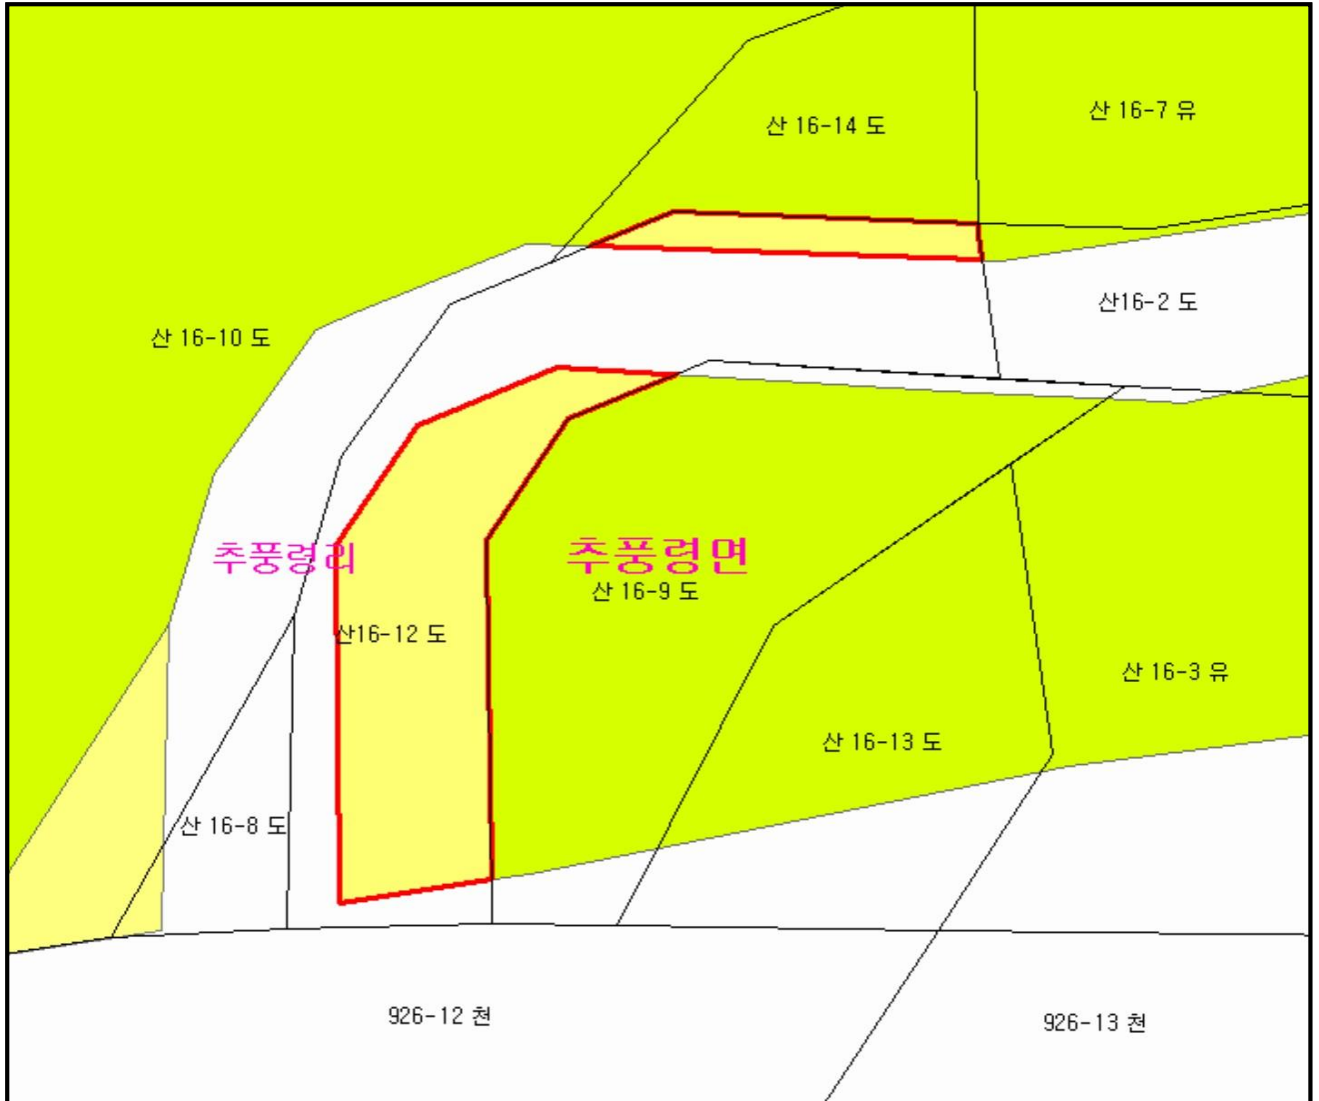 산 16-7 유
산 16-14 도
산16-2 도
산 16-10 도
추풍령리
추풍령면
산 16-9 도
산16-12 도
산 16-3 유
산 16-13 도
산 16-8 도
926-12 천
926-13 천